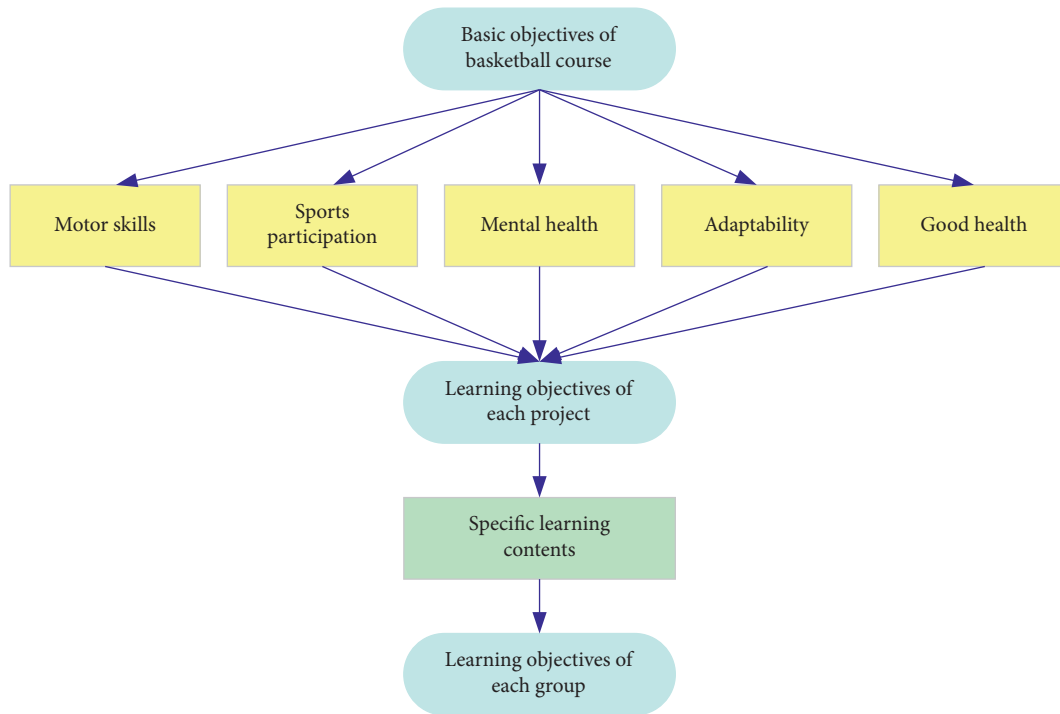 Basic objectives of
basketball course
Motor skills
Sports
participation
Mental health
Adaptability
Good health
Learning objectives of
each project
Specific learning
contents
Learning objectives of
each group